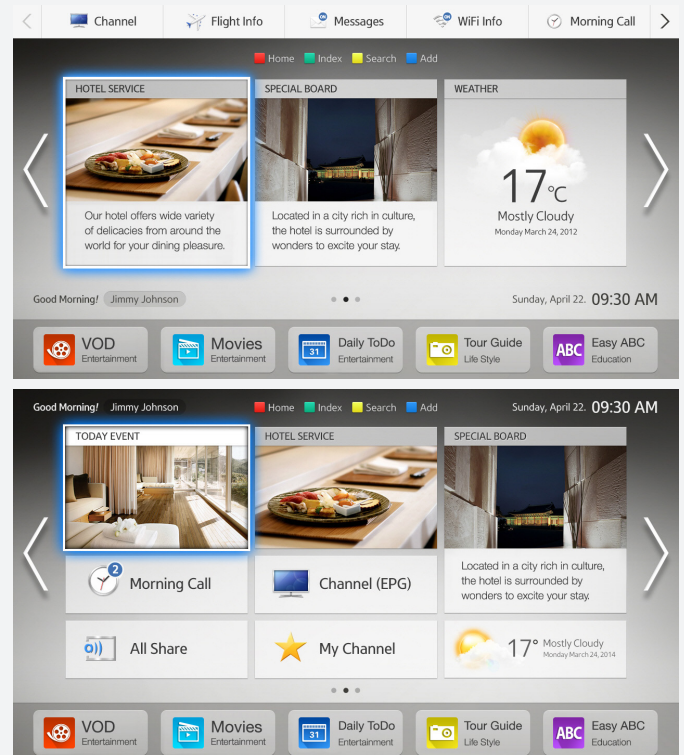 Channel
Flight Info
ON
Messages
ON
WiFi Info
Morning Call
Home
Index
Search
Add
HOTEL SERVICE
SPECIAL BOARD
WEATHER
Our hotel offers wide variety
of delicacies from around the
world for your dining pleasure.
Located in a city rich in culture,
the hotel is surrounded by
wonders to excite your stay.
17°C
Mostly Cloudy
Monday March 24, 2012
Good Morning! Jimmy Johnson
Sunday, April 22. 09:30 AM
VOD
Entertainment
Movies
Entertainment
31
Daily ToDo
Entertainment
Tour Guide
Life Style
ABC
Easy ABC
Education
Good Morning! Jimmy Johnson
Home
Index
Search
Add
Sunday, April 22. 09:30 AM
TODAY EVENT
HOTEL SERVICE
SPECIAL BOARD
2
Morning Call
Channel (EPG)
Located in a city rich in culture,
the hotel is surrounded by
wonders to excite your stay.
All Share
My Channel
17° Mostly Cloudy
Monday March 24, 2014
VOD
Entertainment
Movies
Entertainment
31
Daily ToDo
Entertainment
Tour Guide
Life Style
ABC
Easy ABC
Education